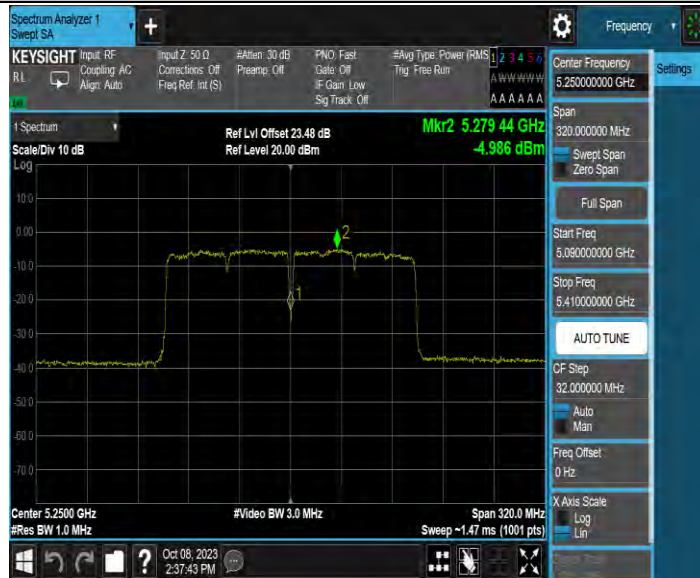 Spectrum Analyzer 1
Swept SA
+
Frequency
KEYSIGHT
RL
Input: RF
Coupling: AC
Align: Auto
Input Z: 50 Ω
Corrections: Off
Freq Ref: Int (S)
#Atten: 30 dB
Preamp: Off
PNO: Fast
Gate: Off
IF Gain: Low
Sig Track: Off
#Avg Type: Power (RMS
Trig: Free Run
1 2 3 4 5 6
A W W W W W
A A A A A A
Center Frequency
5.250000000 GHz
Settings
Span
320.000000 MHz
Swept Span
Zero Span
Full Span
Start Freq
5.090000000 GHz
Stop Freq
5.410000000 GHz
AUTO TUNE
CF Step
32.000000 MHz
Auto
Man
Freq Offset
0 Hz
X Axis Scale
Log
Lin
1 Spectrum
Scale/Div 10 dB
Log
Ref Lvl Offset 23.48 dB
Ref Level 20.00 dBm
Mkr2 5.279 44 GHz
-4.986 dBm
10.0
0.00
-10.0
-20.0
-30.0
-40.0
-50.0
-60.0
-70.0
2
1
Center 5.2500 GHz
#Res BW 1.0 MHz
#Video BW 3.0 MHz
Span 320.0 MHz
Sweep ~1.47 ms (1001 pts)
?
Oct 08, 2023
2:37:43 PM